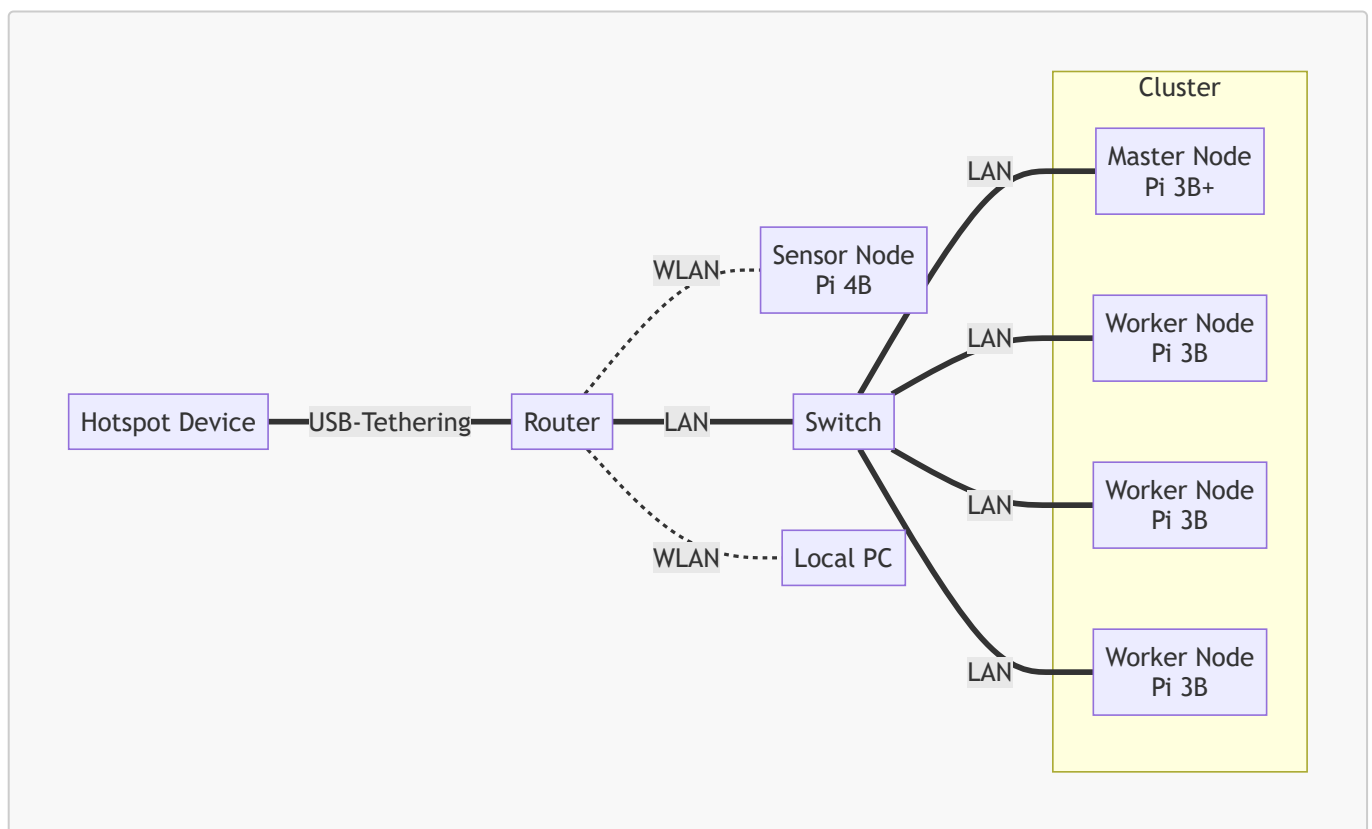 Cluster
Master Node
Pi 3B+
LAN
Sensor Node
Pi 4B
WLAN
Worker Node
Pi 3B
LAN
Hotspot Device
USB-Tethering
Router
LAN
Switch
Worker Node
Pi 3B
LAN
WLAN
Local PC
Worker Node
Pi 3B
LAN